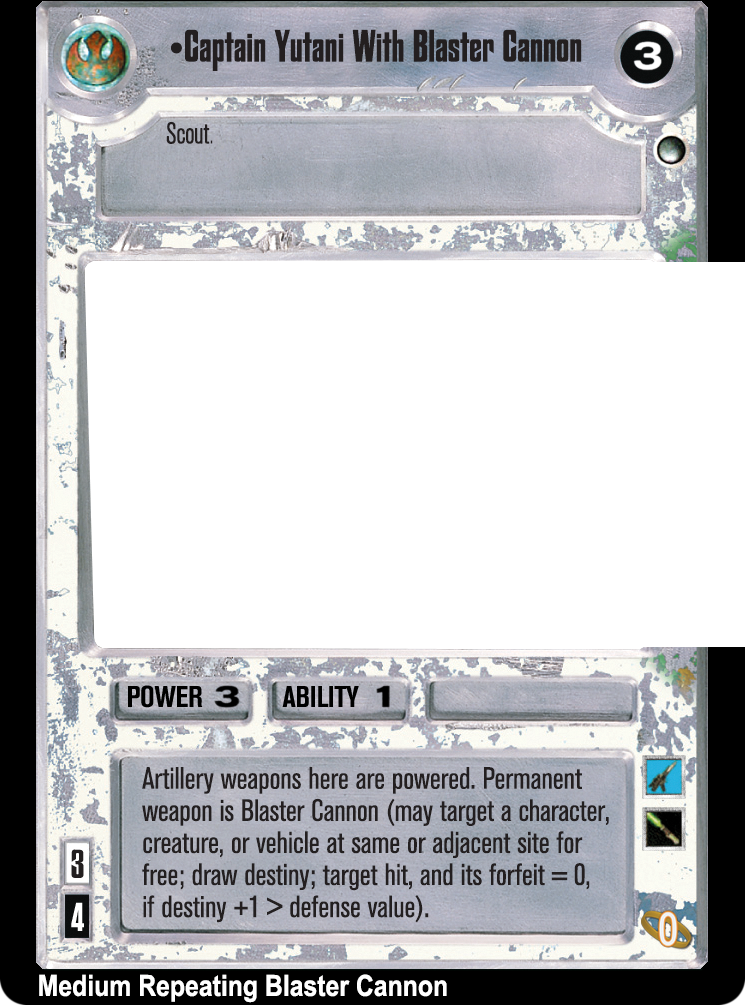 •Captain Yutani With Blaster Cannon
3
Scout.
POWER 3
ABILITY 1
Artillery weapons here are powered. Permanent
weapon is Blaster Cannon (may target a character,
creature, or vehicle at same or adjacent site for
free; draw destiny; target hit, and its forfeit = 0,
if destiny +1 > defense value).
3
4
0
Medium Repeating Blaster Cannon